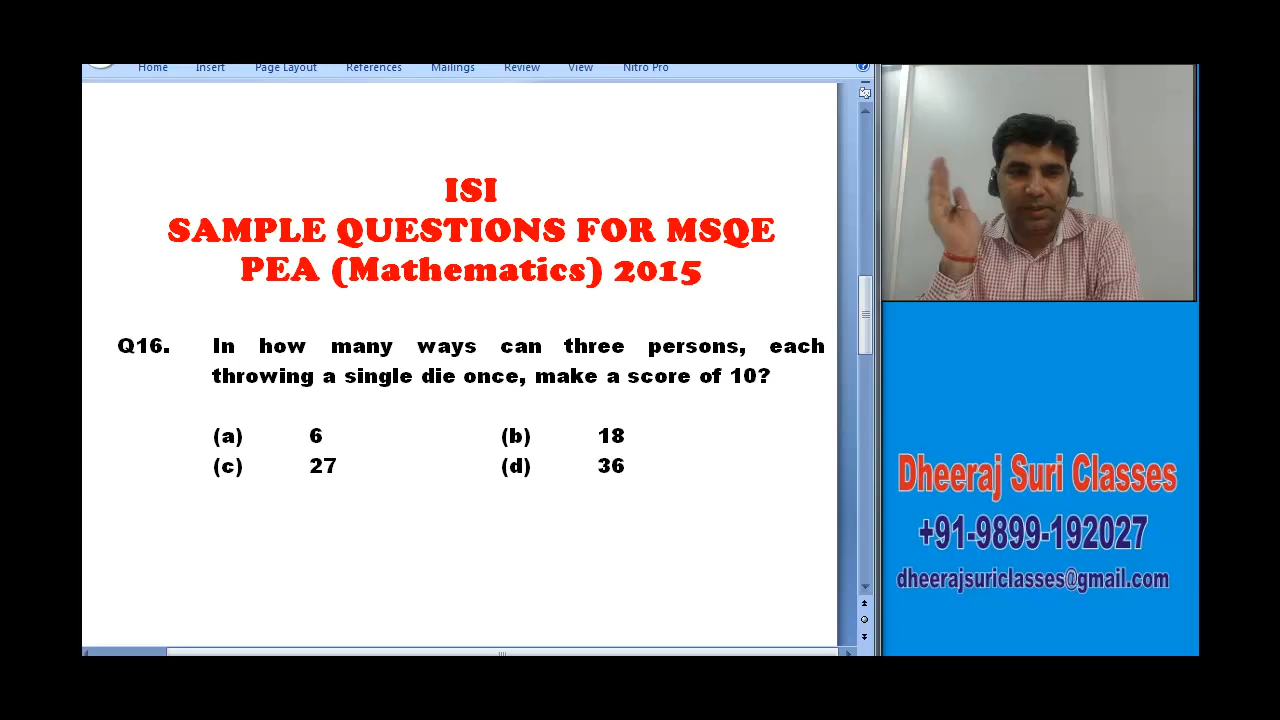 Home Insert Page Layout References Mailings Review View Nitro Pro
ISI
SAMPLE QUESTIONS FOR MSQE
PEA (Mathematics) 2015
Q16. In how many ways can three persons, each
throwing a single die once, make a score of 10?
(a) 6 (b) 18
(c) 27 (d) 36
Dheeraj Suri Classes
+91-9899-192027
dheerajsuriclasses@gmail.com